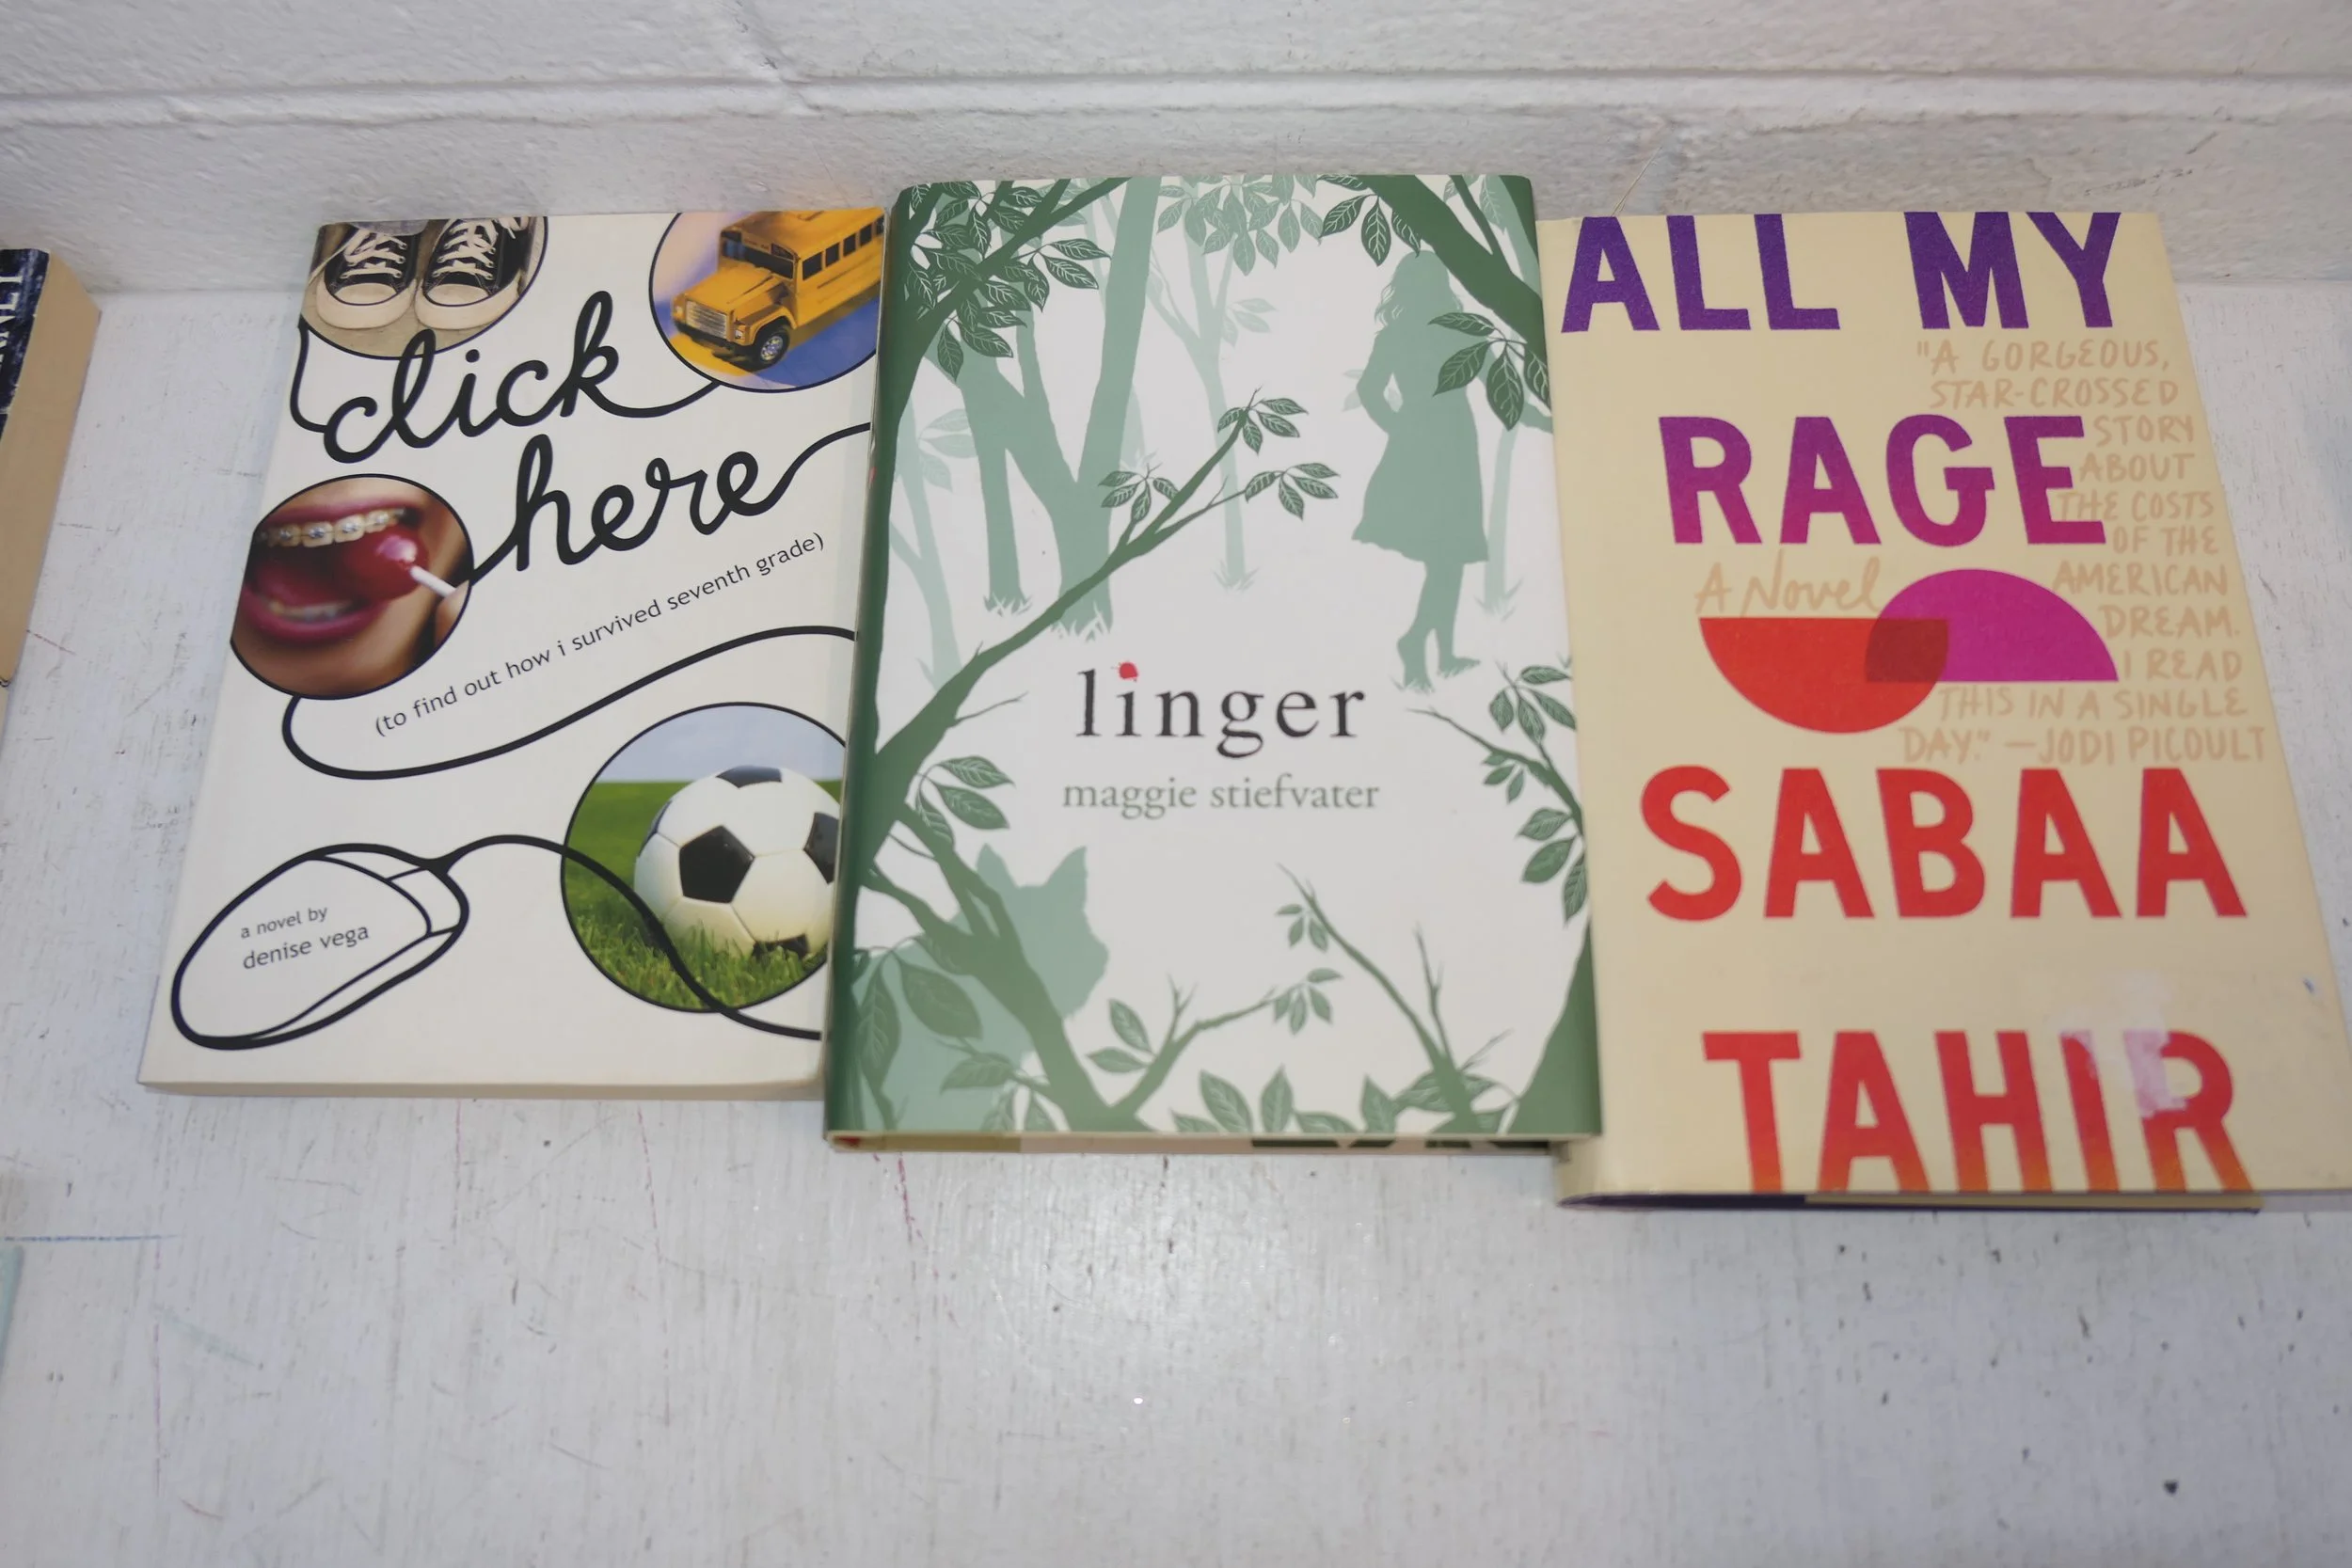 click
here
(to find out how i survived seventh grade)
a novel by
denise vega
linger
maggie stiefvater
ALL MY
"A GORGEOUS,
STAR-CROSSED
STORY
ABOUT
THE COSTS
OF THE
AMERICAN
DREAM.
I READ
THIS IN A SINGLE
DAY." —JODI PICOULT
RAGE
A Novel
SABAA
TAHIR